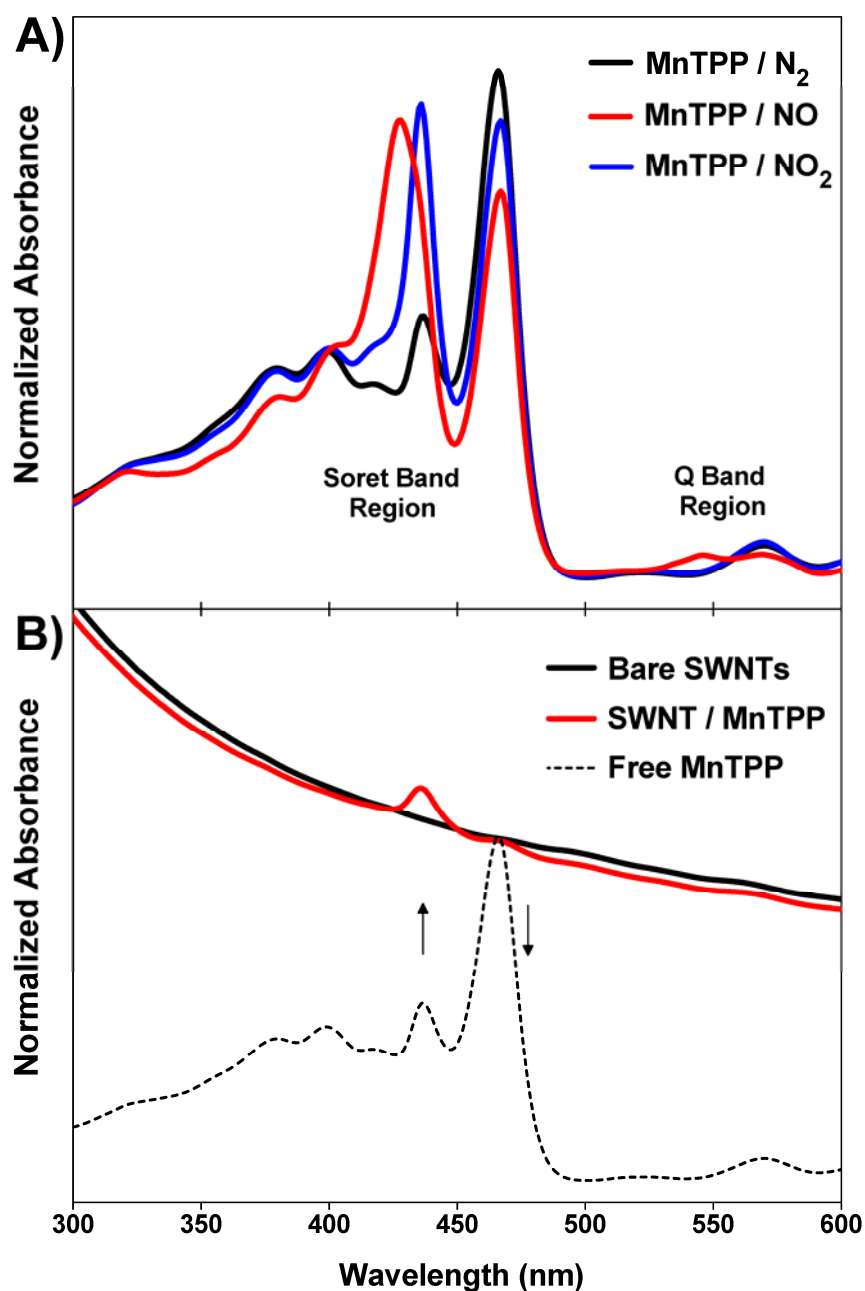 A)
MnTPP / N₂
MnTPP / NO
MnTPP / NO₂
Normalized Absorbance
Soret Band
Region
Q Band
Region
B)
Bare SWNTs
SWNT / MnTPP
Free MnTPP
Normalized Absorbance
300 350 400 450 500 550 600
Wavelength (nm)